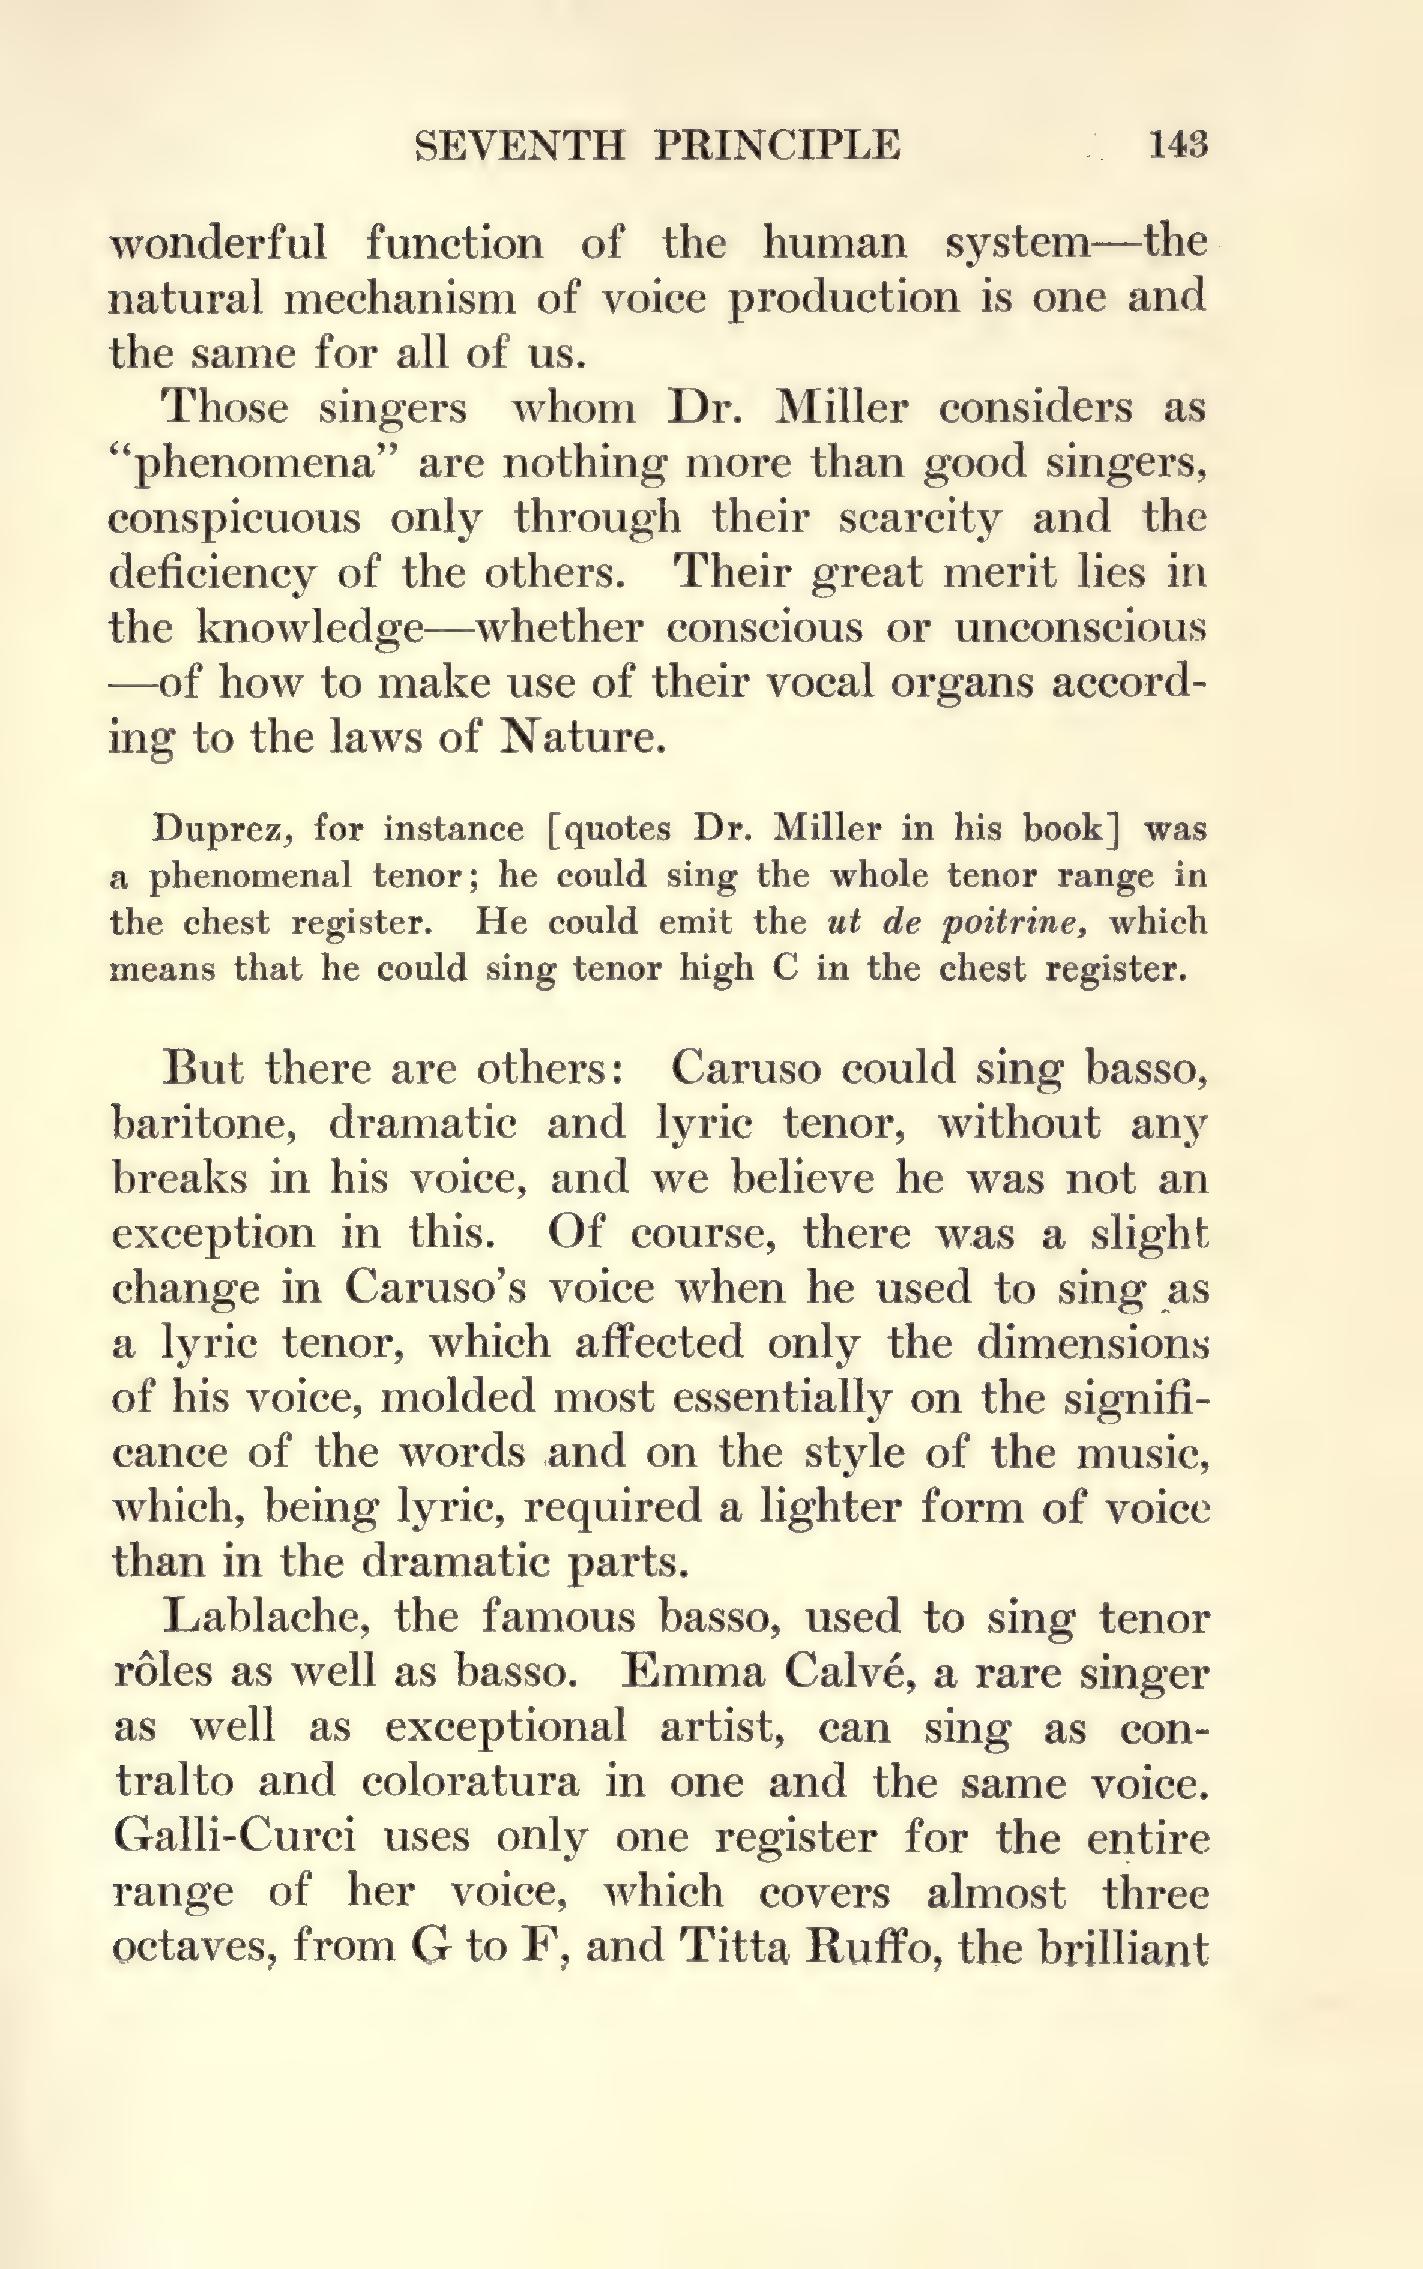 SEVENTH PRINCIPLE 143
wonderful function of the human system—the
natural mechanism of voice production is one and
the same for all of us.
Those singers whom Dr. Miller considers as
“phenomena” are nothing more than good singers,
conspicuous only through their scarcity and the
deficiency of the others. Their great merit lies in
the knowledge—whether conscious or unconscious
—of how to make use of their vocal organs accord-
ing to the laws of Nature.
Duprez, for instance [quotes Dr. Miller in his book] was
a phenomenal tenor; he could sing the whole tenor range in
the chest register. He could emit the ut de poitrine, which
means that he could sing tenor high C in the chest register.
But there are others: Caruso could sing basso,
baritone, dramatic and lyric tenor, without any
breaks in his voice, and we believe he was not an
exception in this. Of course, there was a slight
change in Caruso’s voice when he used to sing as
a lyric tenor, which affected only the dimensions
of his voice, molded most essentially on the signifi-
cance of the words and on the style of the music,
which, being lyric, required a lighter form of voice
than in the dramatic parts.
Lablache, the famous basso, used to sing tenor
rôles as well as basso. Emma Calvé, a rare singer
as well as exceptional artist, can sing as con-
tralto and coloratura in one and the same voice.
Galli-Curci uses only one register for the entire
range of her voice, which covers almost three
octaves, from G to F, and Titta Ruffo, the brilliant